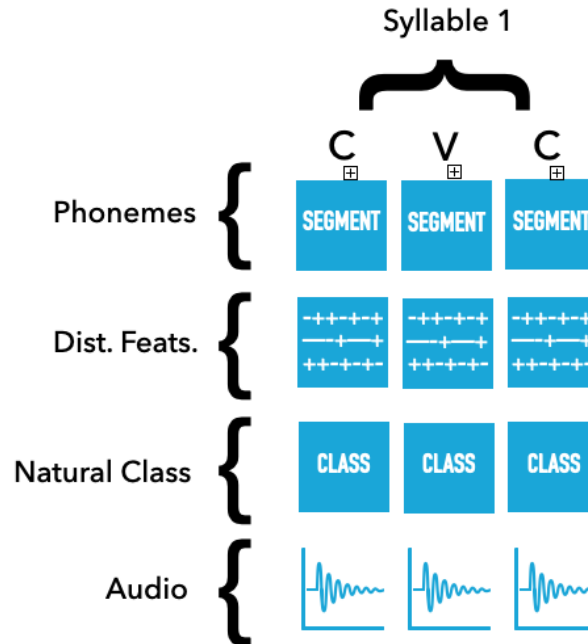 Syllable 1
C V C
Phonemes SEGMENT SEGMENT SEGMENT
Dist. Feats. -++-+-+ -++-+-+ -++-+-+
——-+—+ ——-+—+ ——-+—+
++-+-+- ++-+-+- ++-+-+-
Natural Class CLASS CLASS CLASS
Audio